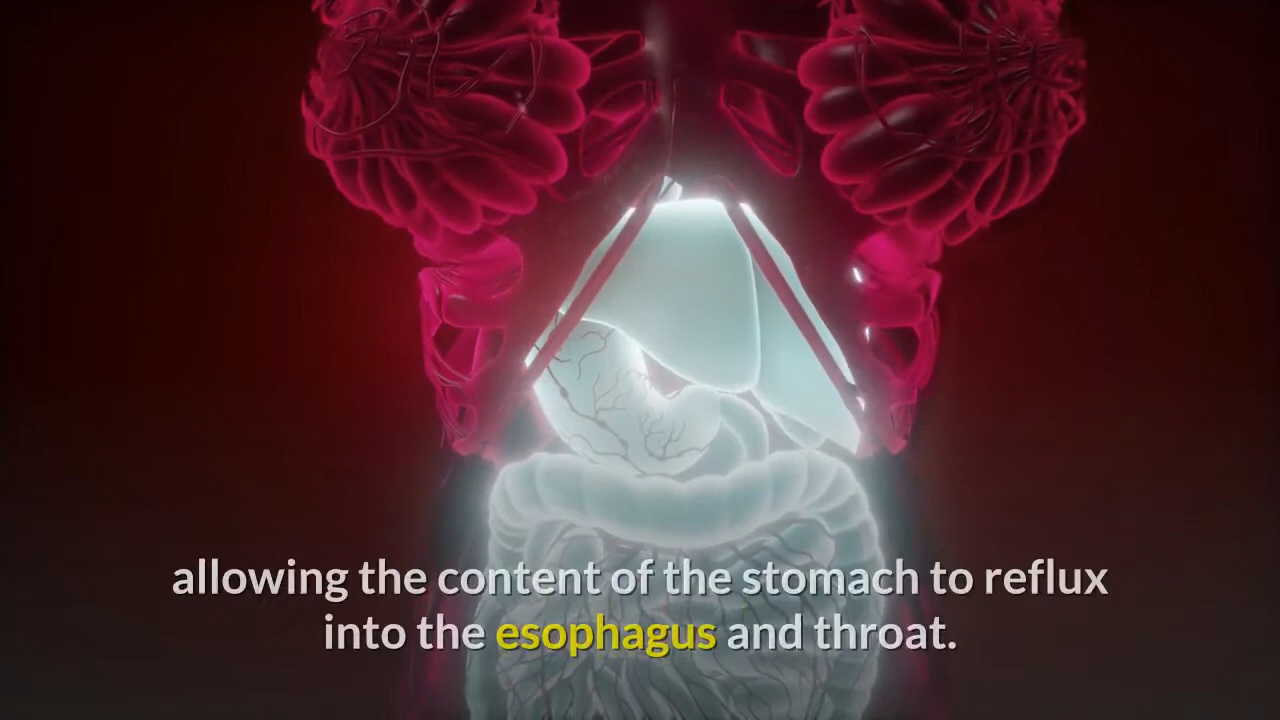 allowing the content of the stomach to reflux
into the esophagus and throat.